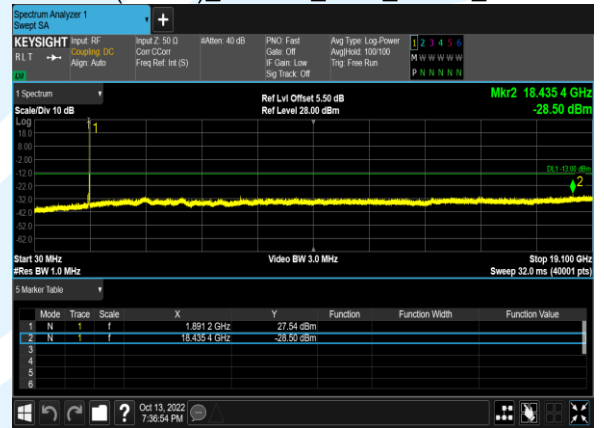 Spectrum Analyzer 1
Swept SA
KEYSIGHT Input: RF Input Z: 50 Ω #Atten: 40 dB PNO: Fast Avg Type: Log-Power 1 2 3 4 5 6
RLT Coupling: DC Corr CCorr Gate: Off Avg|Hold: 100/100 M W W W W W
Align: Auto Freq Ref: Int (S) IF Gain: Low Trig: Free Run P N N N N N
Sig Track: Off
1 Spectrum Ref Lvl Offset 5.50 dB Mkr2 18.435 4 GHz
Scale/Div 10 dB Ref Level 28.00 dBm -28.50 dBm
Log
1
18.0
8.00
-2.00
-12.0 DL1 -13.00 dBm
-22.0 2
-32.0
-42.0
-52.0
-62.0
Start 30 MHz Video BW 3.0 MHz Stop 19.100 GHz
#Res BW 1.0 MHz Sweep 32.0 ms (40001 pts)
5 Marker Table
Mode Trace Scale X Y Function Function Width Function Value
1 N 1 f 1.891 2 GHz 27.54 dBm
2 N 1 f 18.435 4 GHz -28.50 dBm
3
4
5
6
Oct 13, 2022
7:36:54 PM